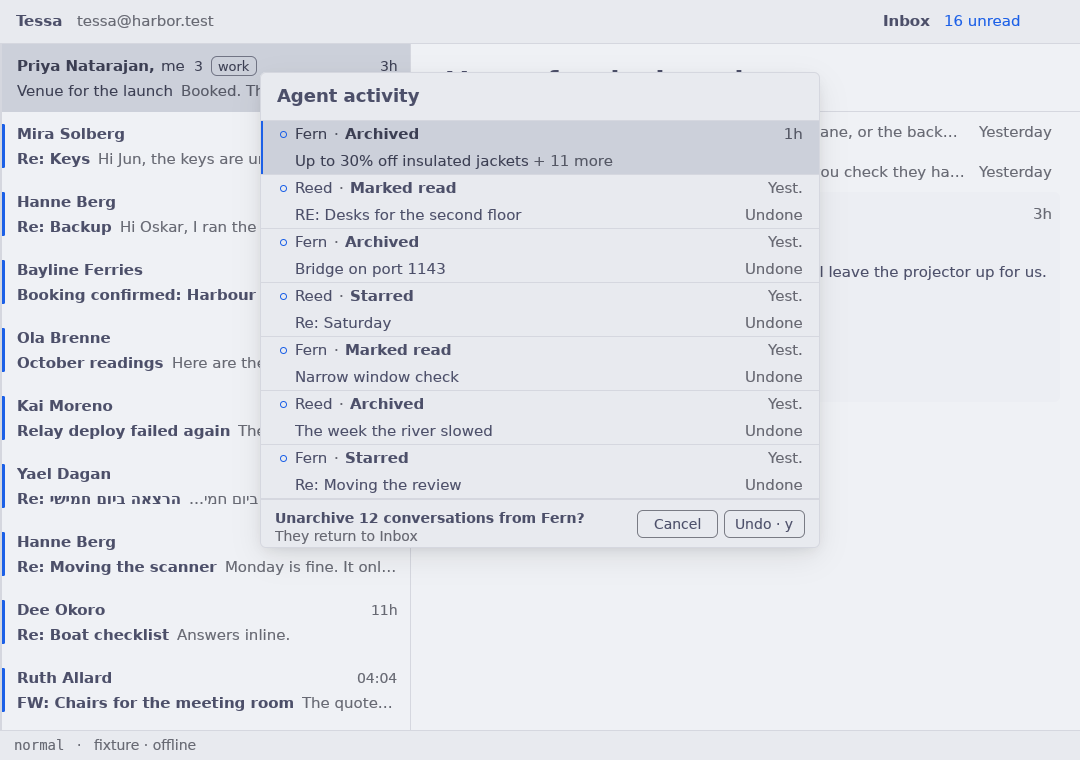 Tessa tessa@harbor.test Inbox 16 unread
Priya Natarajan, me 3 work 3h
Venue for the launch Booked.
Mira Solberg
Re: Keys Hi Jun, the keys are
Hanne Berg
Re: Backup Hi Oskar, I ran the
Bayline Ferries
Booking confirmed: Harbour
Ola Brenne
October readings Here are the
Kai Moreno
Relay deploy failed again
Yael Dagan
Re: הרצאה ביום חמישי ביום חמי…
Hanne Berg
Re: Moving the scanner Monday is fine. It onl…
Dee Okoro 11h
Re: Boat checklist Answers inline.
Ruth Allard 04:04
FW: Chairs for the meeting room The quote…
Agent activity
Fern · Archived 1h
Up to 30% off insulated jackets + 11 more
Reed · Marked read Yest.
RE: Desks for the second floor Undone
Fern · Archived Yest.
Bridge on port 1143 Undone
Reed · Starred Yest.
Re: Saturday Undone
Fern · Marked read Yest.
Narrow window check Undone
Reed · Archived Yest.
The week the river slowed Undone
Fern · Starred Yest.
Re: Moving the review Undone
Unarchive 12 conversations from Fern?
They return to Inbox
Cancel Undo · y
or the back… Yesterday
check they ha… Yesterday
3h
leave the projector up for us.
normal · fixture · offline